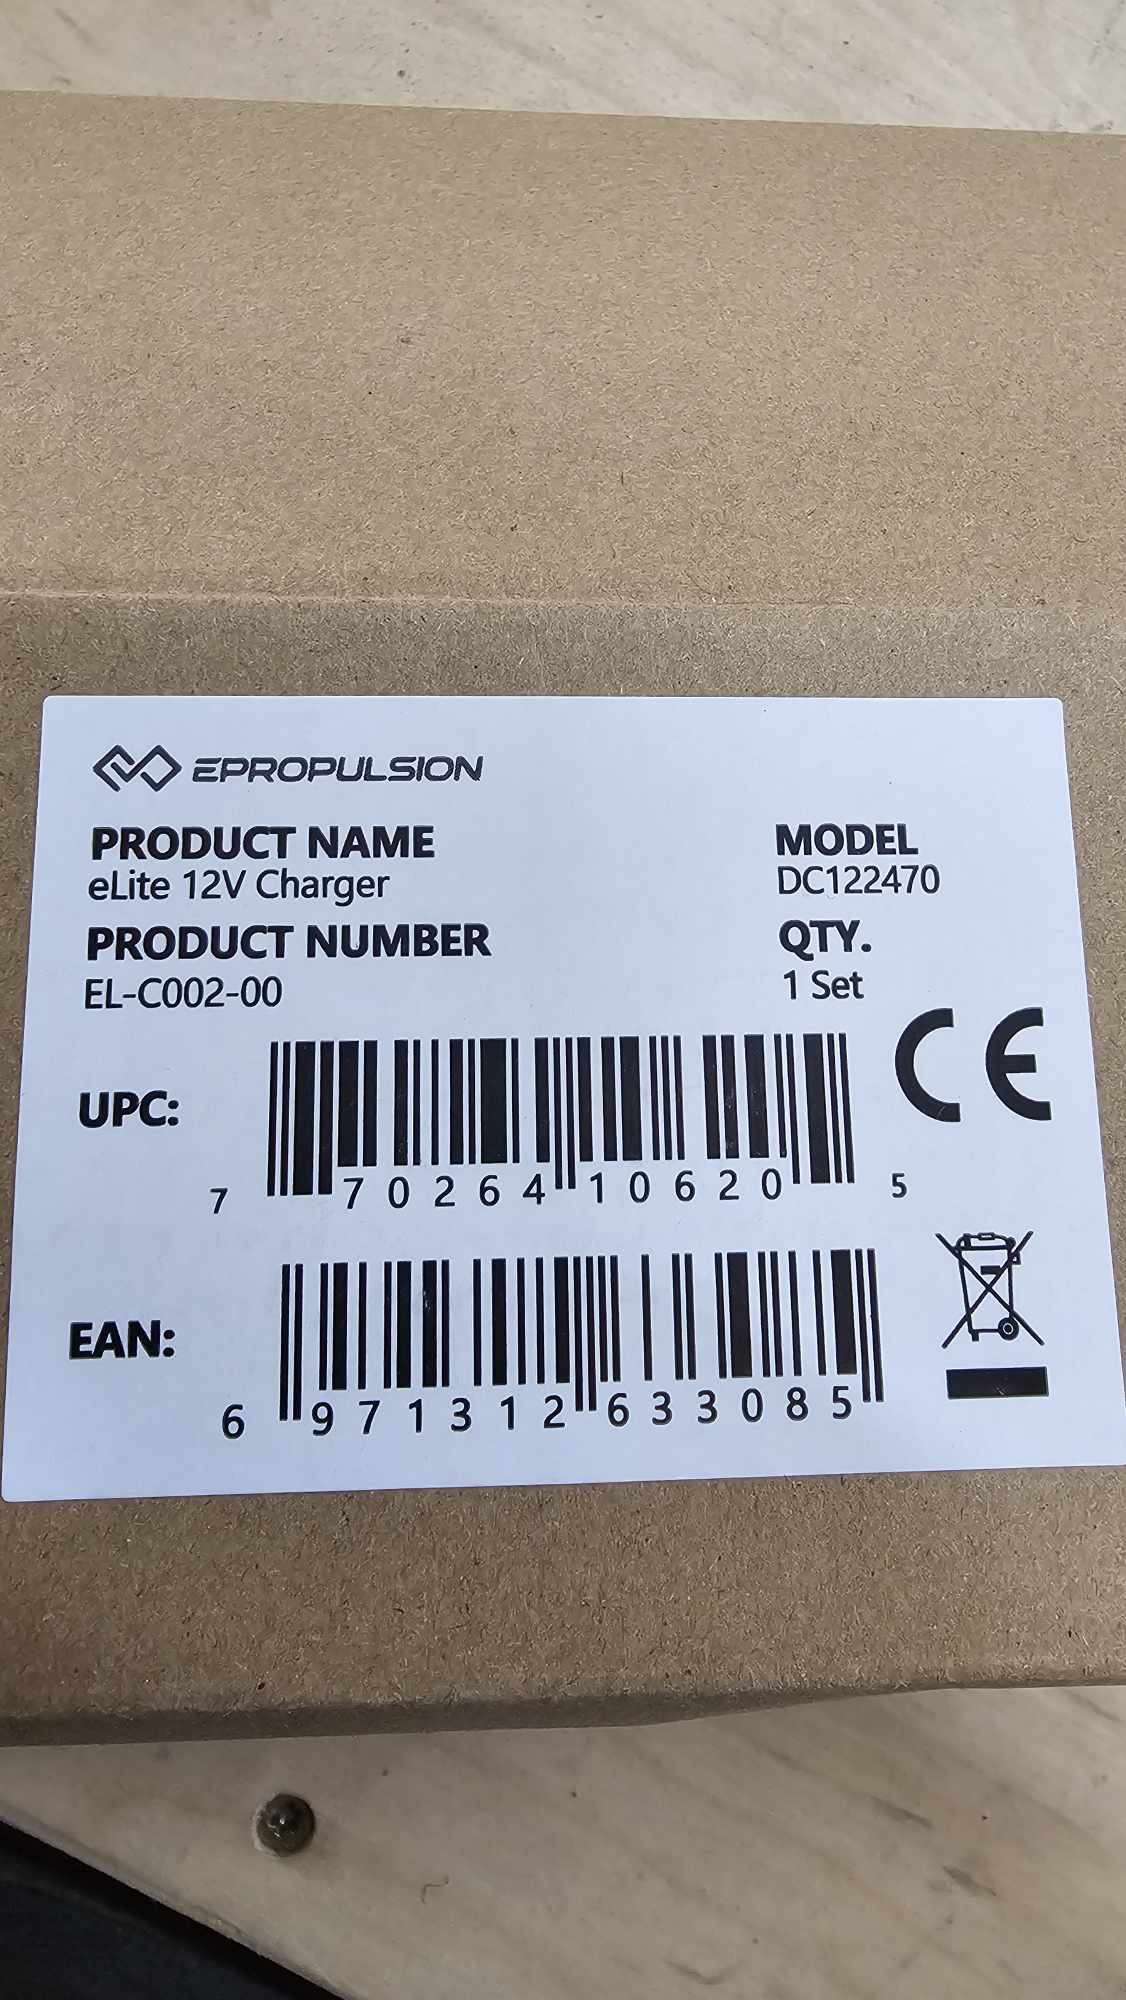 EPROPULSION
PRODUCT NAME
eLite 12V Charger
MODEL
DC122470
PRODUCT NUMBER
EL-C002-00
QTY.
1 Set
CE
UPC:
7 70264 10620 5
EAN:
6 971312 633085